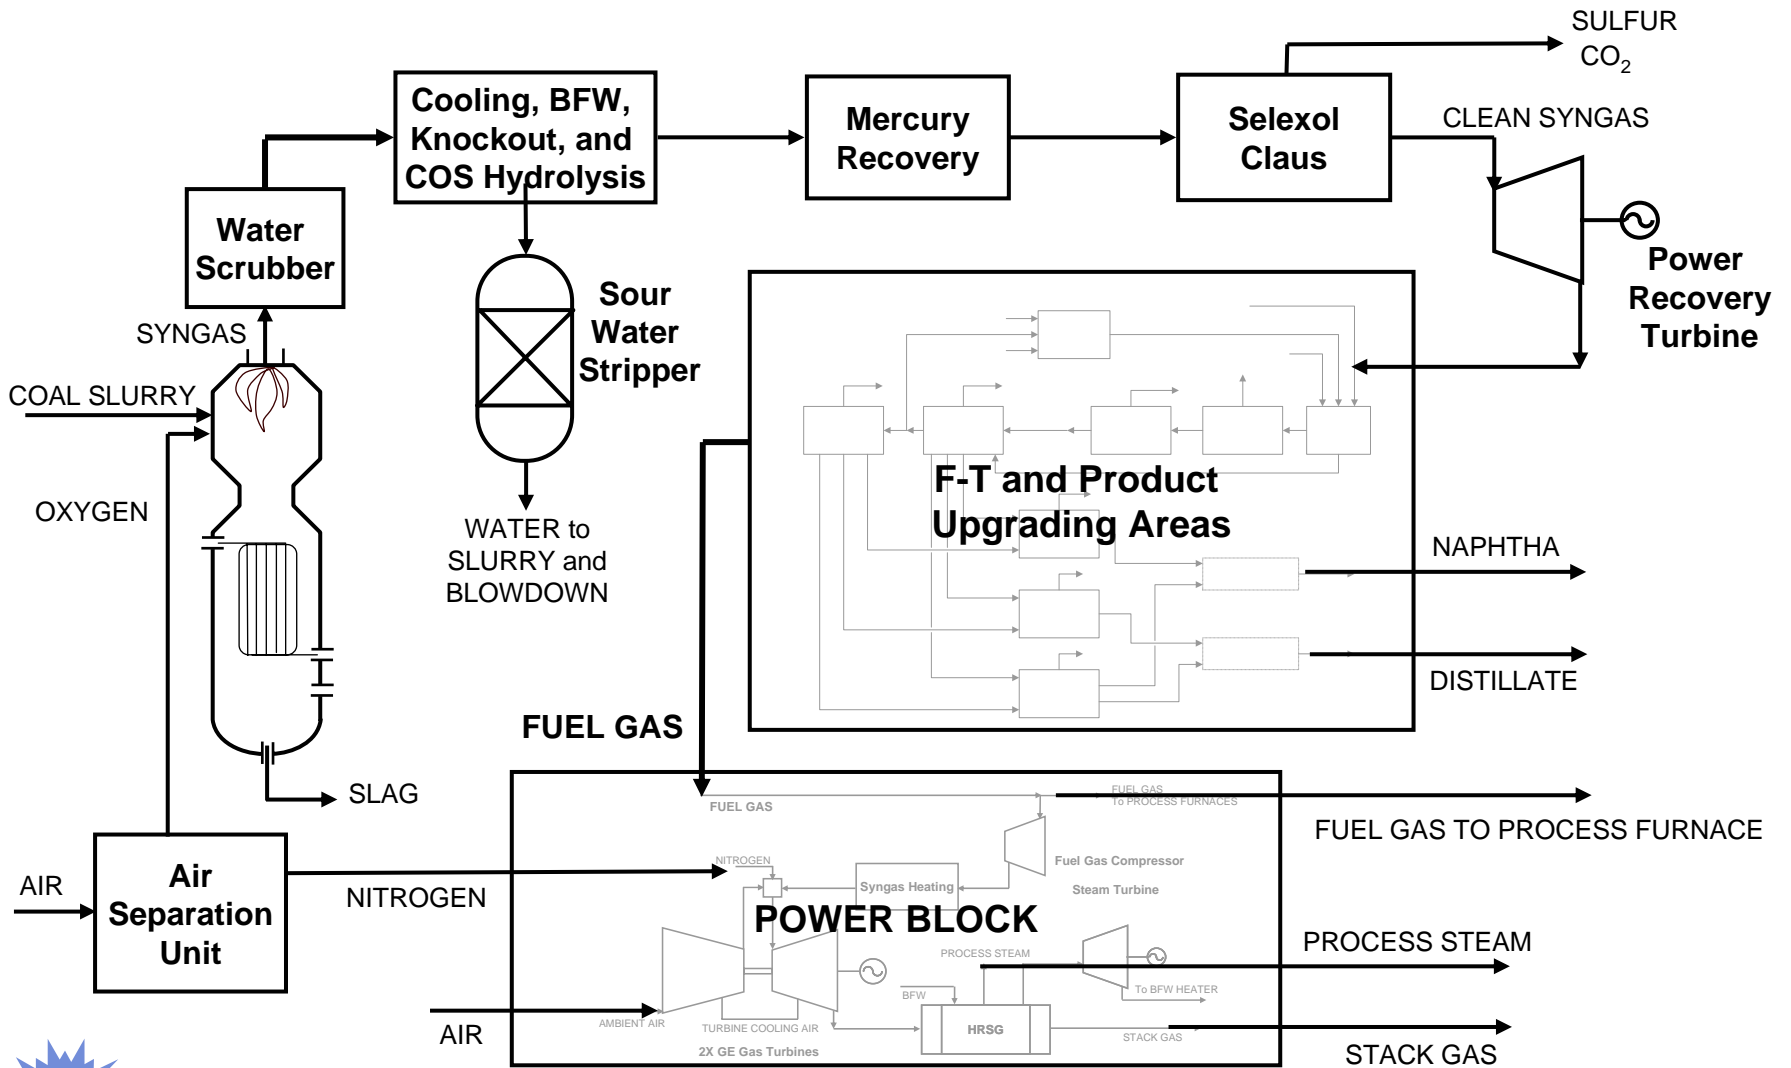 SULFUR
CO₂
Cooling, BFW,
Knockout, and
COS Hydrolysis
Mercury
Recovery
Selexol
Claus
CLEAN SYNGAS
Water
Scrubber
Power
Recovery
Turbine
Sour
Water
Stripper
SYNGAS
COAL SLURRY
OXYGEN
WATER to
SLURRY and
BLOWDOWN
F-T and Product
Upgrading Areas
NAPHTHA
DISTILLATE
FUEL GAS
SLAG
FUEL GAS
FUEL GAS
To PROCESS FURNACES
FUEL GAS TO PROCESS FURNACE
AIR
Air
Separation
Unit
NITROGEN
NITROGEN
Syngas Heating
Fuel Gas Compressor
Steam Turbine
POWER BLOCK
PROCESS STEAM
PROCESS STEAM
To BFW HEATER
BFW
HRSG
AIR
AMBIENT AIR
TURBINE COOLING AIR
2X GE Gas Turbines
STACK GAS
STACK GAS